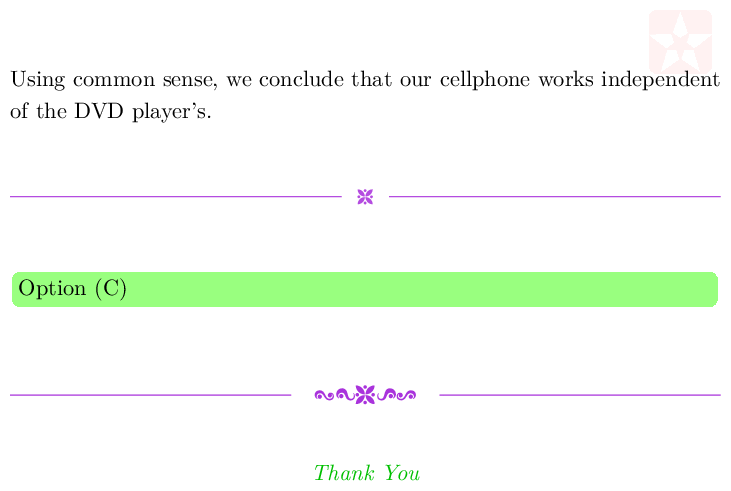 Using common sense, we conclude that our cellphone works independent
of the DVD player's.
Option (C)
Thank You